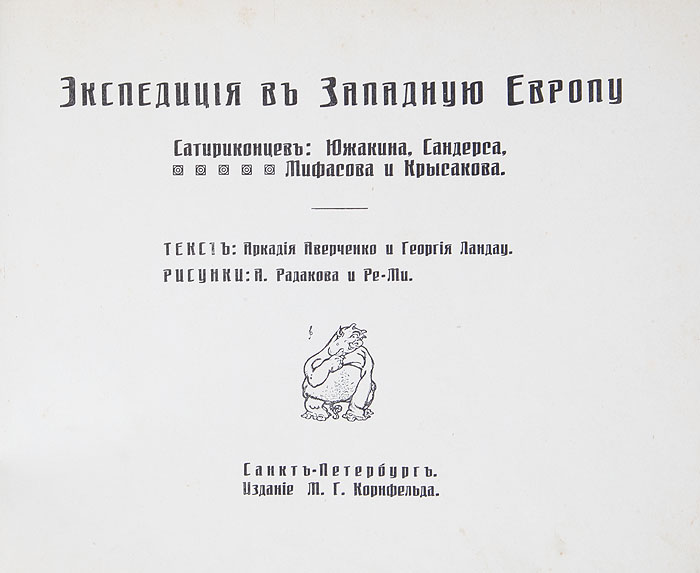 Экспедиція въ Западную Европу
Сатириконцевъ: Южакина, Сандерса,
Мифасова и Крысакова.
ТЕКСТЪ: Аркадія Аверченко и Георгія Ландау.
РИСУНКИ: А. Радакова и Ре-Ми.
Санктъ-Петербургъ.
Изданіе М. Г. Корнфельда.